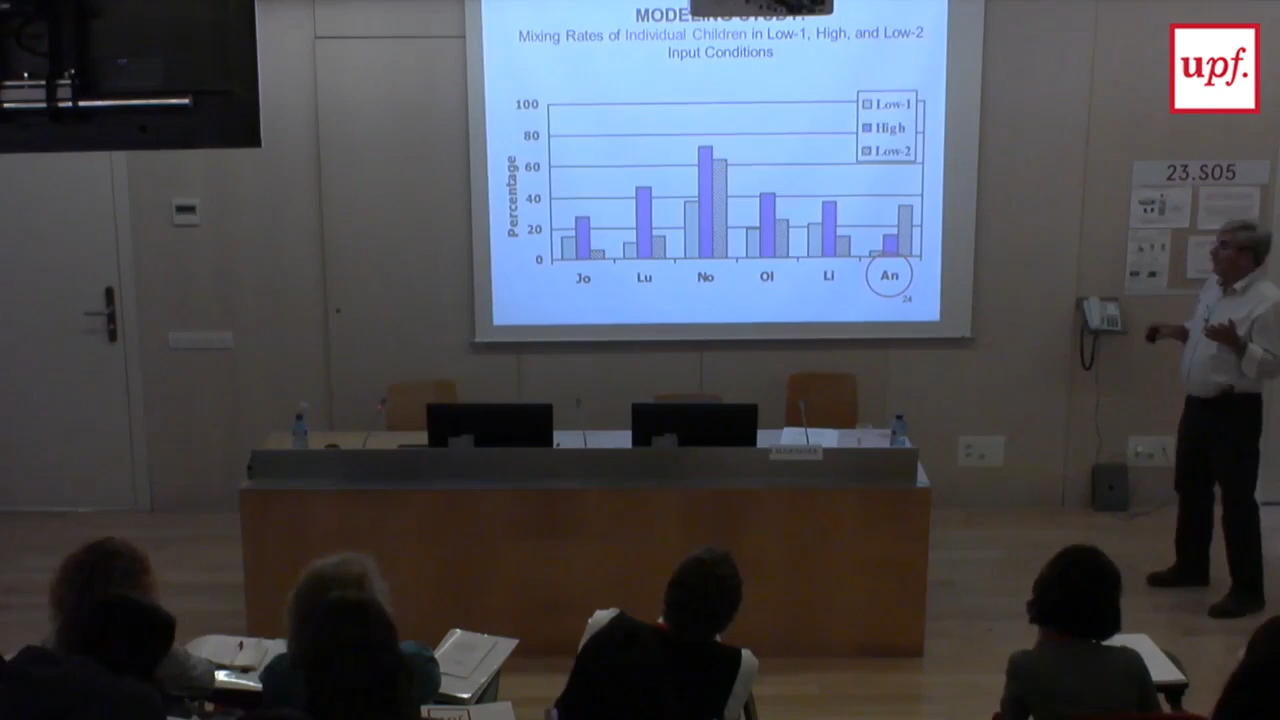 MODELING STUDY:
Mixing Rates of Individual Children in Low-1, High, and Low-2
Input Conditions
Percentage
100
80
60
40
20
0
Low-1
High
Low-2
Jo
Lu
No
Ol
Li
An
24
upf.
23.S05
upf